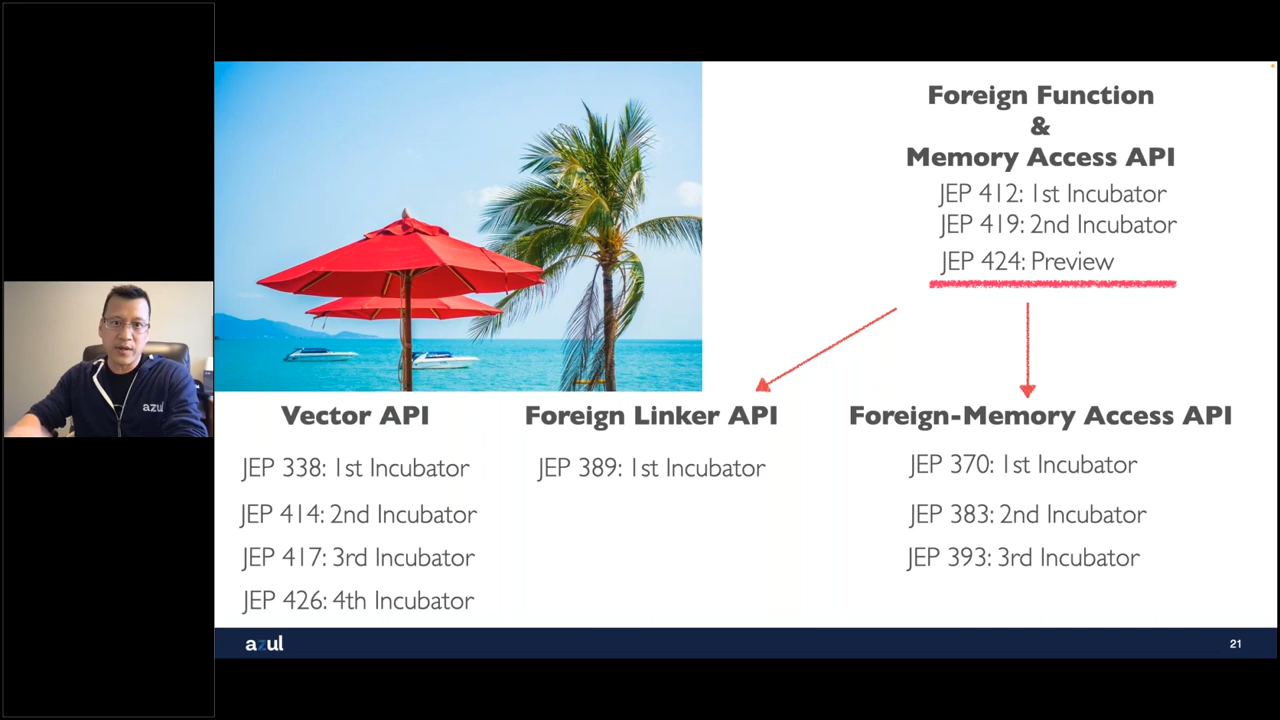 Foreign Function
&
Memory Access API
JEP 412: 1st Incubator
JEP 419: 2nd Incubator
JEP 424: Preview
Vector API
JEP 338: 1st Incubator
JEP 414: 2nd Incubator
JEP 417: 3rd Incubator
JEP 426: 4th Incubator
Foreign Linker API
JEP 389: 1st Incubator
Foreign-Memory Access API
JEP 370: 1st Incubator
JEP 383: 2nd Incubator
JEP 393: 3rd Incubator
azul
azul
21